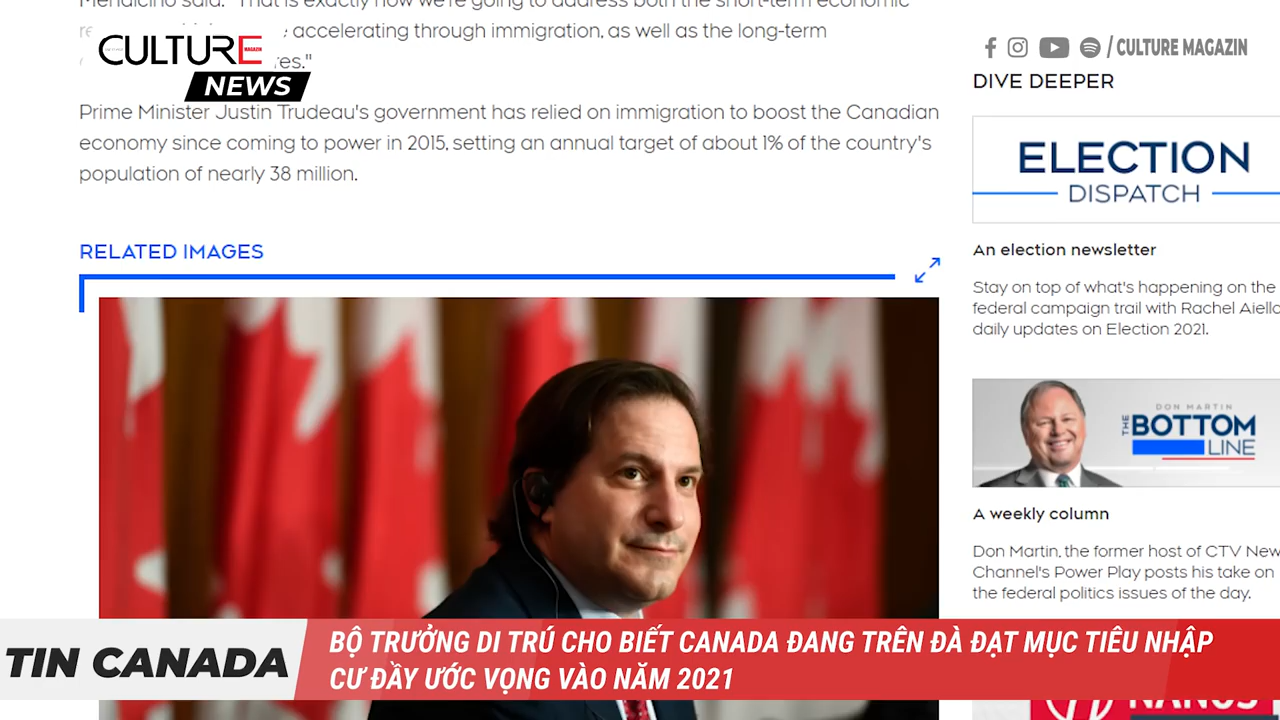 Mendicino said. "That is exactly how we're going to address both the short-term economic
accelerating through immigration, as well as the long-term
res."
CULTURE
MAGAZIN
NEWS
/ CULTURE MAGAZIN
Prime Minister Justin Trudeau's government has relied on immigration to boost the Canadian
economy since coming to power in 2015, setting an annual target of about 1% of the country's
population of nearly 38 million.
RELATED IMAGES
DIVE DEEPER
ELECTION
DISPATCH
An election newsletter
Stay on top of what's happening on the
federal campaign trail with Rachel Aiello
daily updates on Election 2021.
DON MARTIN
THE BOTTOM
LINE
A weekly column
Don Martin, the former host of CTV New
Channel's Power Play posts his take on
the federal politics issues of the day.
TIN CANADA
BỘ TRƯỞNG DI TRÚ CHO BIẾT CANADA ĐANG TRÊN ĐÀ ĐẠT MỤC TIÊU NHẬP
CƯ ĐẦY ƯỚC VỌNG VÀO NĂM 2021
NANOS